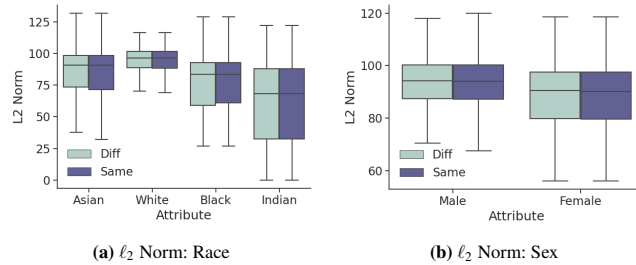 125
100
75
50
25
0
L2 Norm
Diff
Same
Asian
White
Black
Indian
Attribute
(a) ℓ2 Norm: Race
120
100
80
60
L2 Norm
Diff
Same
Male
Female
Attribute
(b) ℓ2 Norm: Sex